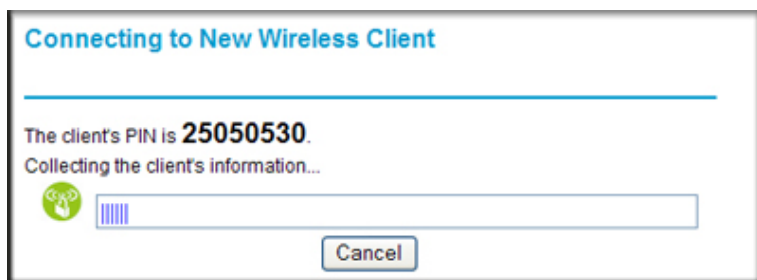 Connecting to New Wireless Client
The client's PIN is 25050530.
Collecting the client's information...
Cancel